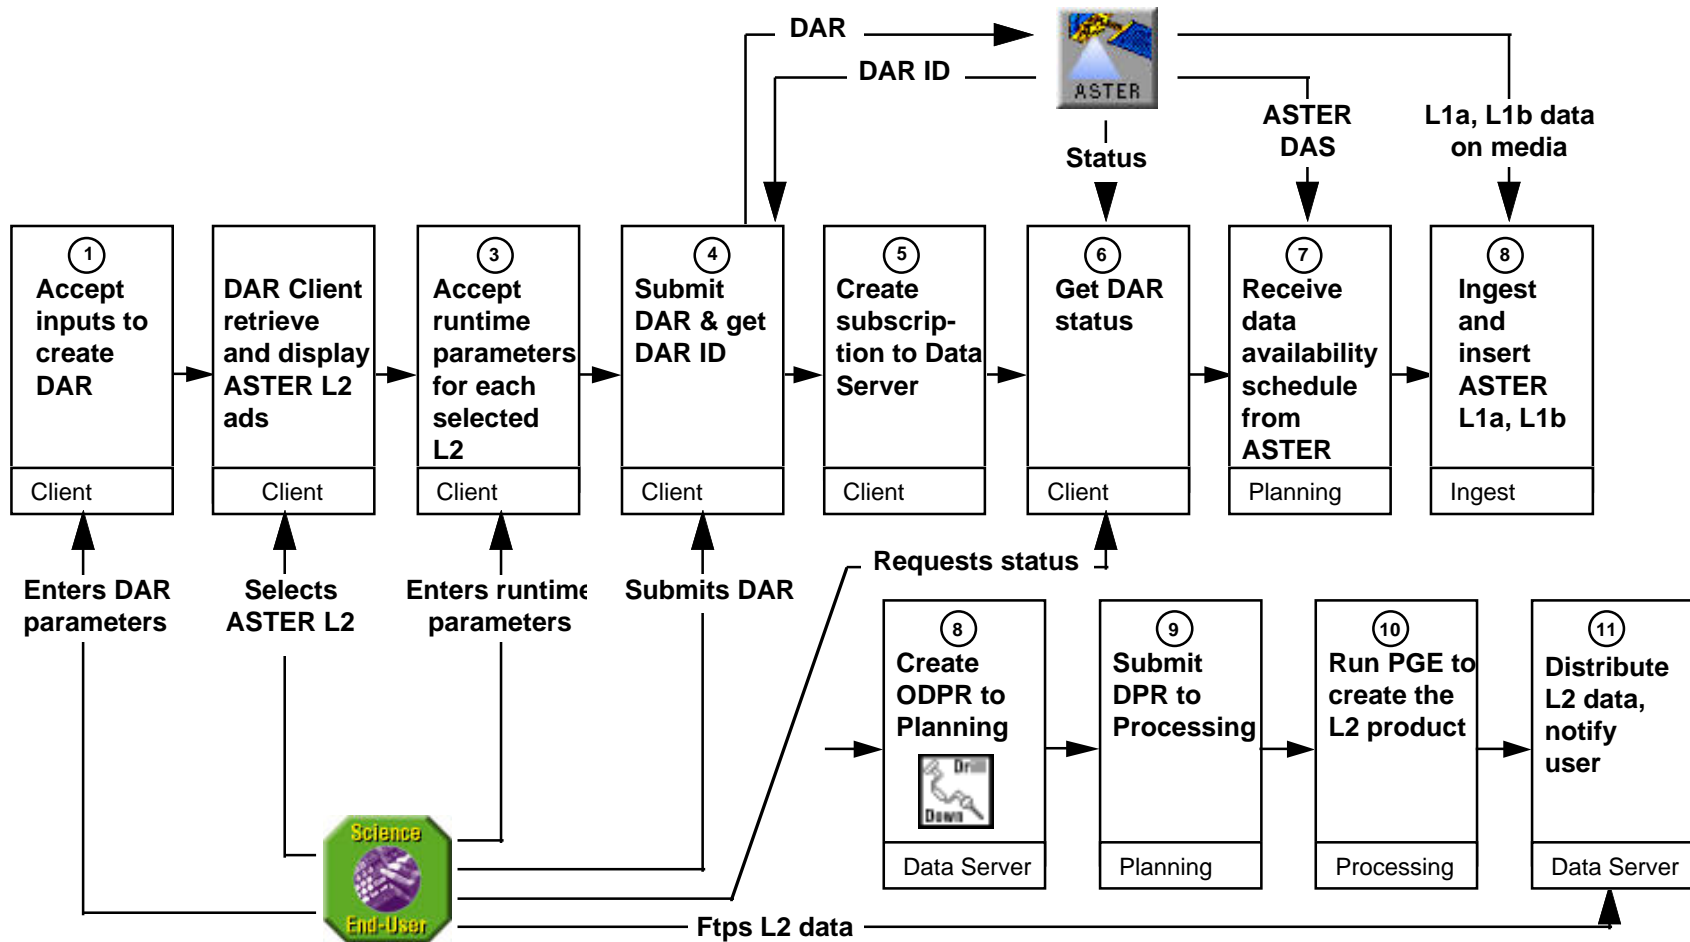 DAR
DAR ID
ASTER
Status
ASTER
DAS
L1a, L1b data
on media
1
Accept
inputs to
create
DAR
Client
DAR Client
retrieve
and display
ASTER L2
ads
Client
3
Accept
runtime
parameters
for each
selected
L2
Client
4
Submit
DAR & get
DAR ID
Client
5
Create
subscrip-
tion to Data
Server
Client
6
Get DAR
status
Client
7
Receive
data
availability
schedule
from
ASTER
Planning
8
Ingest
and
insert
ASTER
L1a, L1b
Ingest
Enters DAR
parameters
Selects
ASTER L2
Enters runtime
parameters
Submits DAR
Requests status
8
Create
ODPR to
Planning
Drill
Down
Data Server
9
Submit
DPR to
Processing
Planning
10
Run PGE to
create the
L2 product
Processing
11
Distribute
L2 data,
notify
user
Data Server
Science
End-User
Ftps L2 data